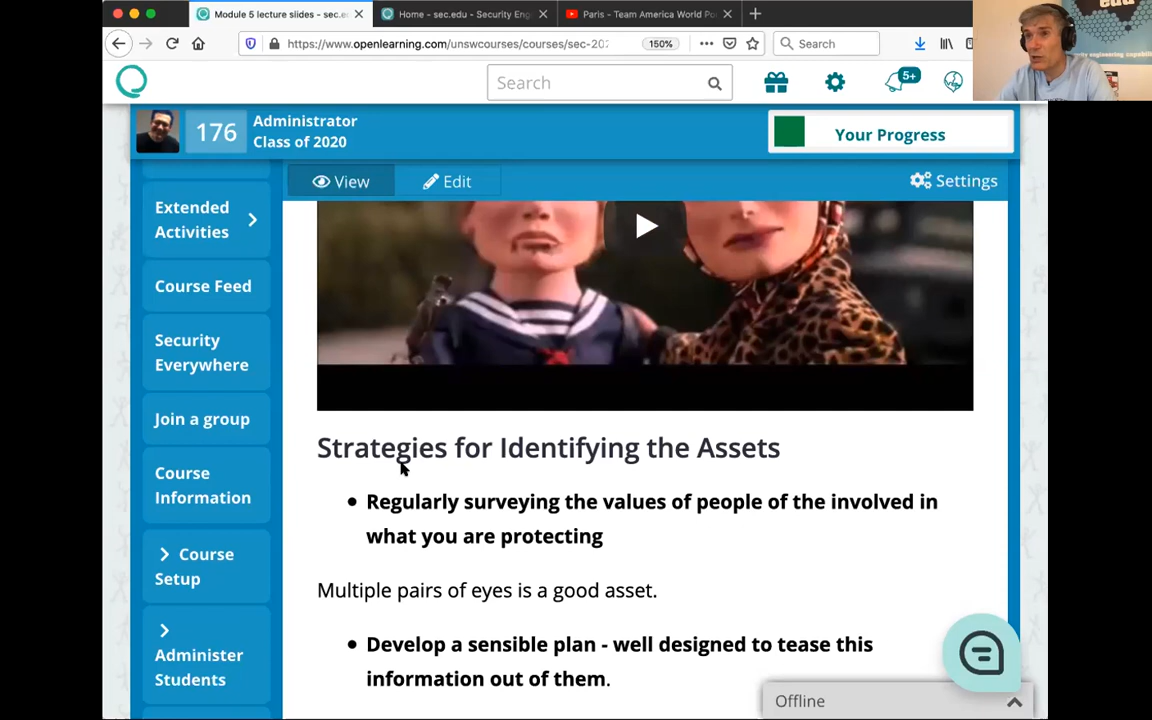 Module 5 lecture slides - sec.e
Home - sec.edu - Security Eng
Paris - Team America World Po
https://www.openlearning.com/unswcourses/courses/sec-20
150%
Search
Search
5+
176
Administrator
Class of 2020
Your Progress
View
Edit
Settings
Extended
Activities
Course Feed
Security
Everywhere
Join a group
Course
Information
Course
Setup
Administer
Students
Strategies for Identifying the Assets
• Regularly surveying the values of people of the involved in
what you are protecting
Multiple pairs of eyes is a good asset.
• Develop a sensible plan - well designed to tease this
information out of them.
Offline